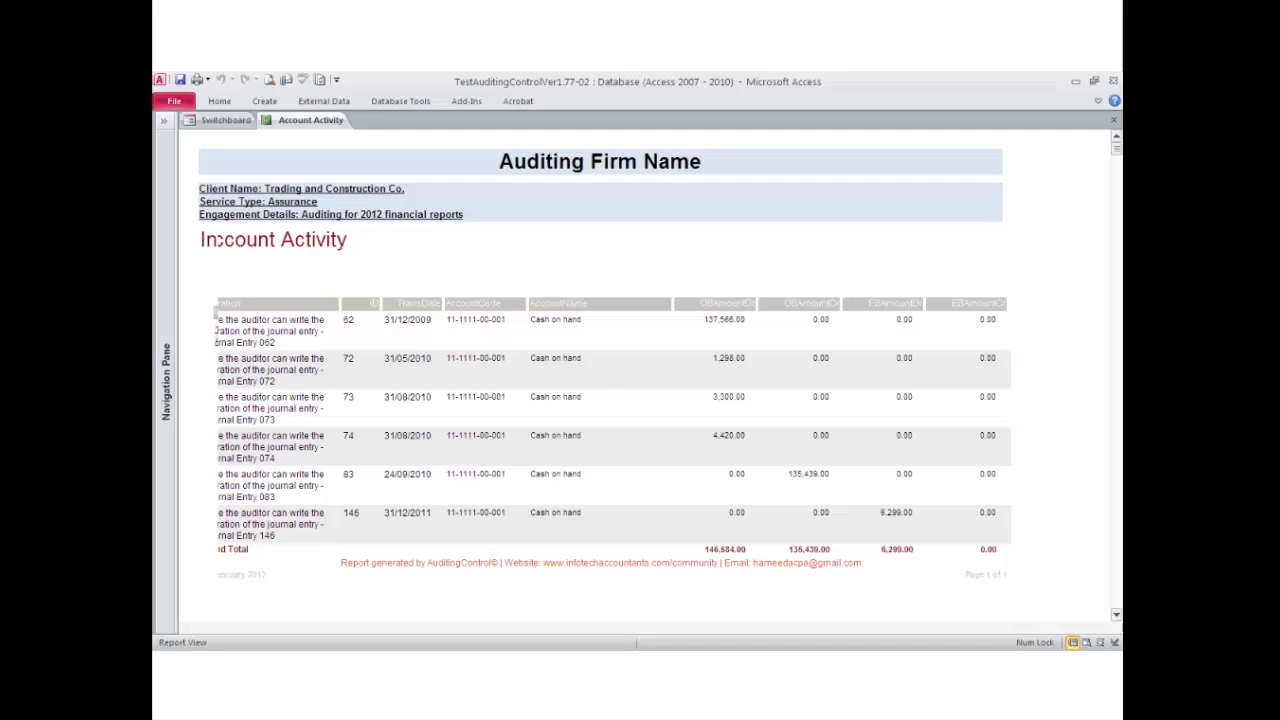 TestAuditingControlVer1.77-02 : Database (Access 2007 - 2010) - Microsoft Access
File Home Create External Data Database Tools Add-Ins Acrobat
Switchboard Account Activity
Auditing Firm Name
Client Name: Trading and Construction Co.
Service Type: Assurance
Engagement Details: Auditing for 2012 financial reports
count Activity
ID TransDate AccountCode AccountName OBAmountDr OBAmountCr EBAmountDr EBAmountCr
e the auditor can write the 62 31/12/2009 11-1111-00-001 Cash on hand 137,566.00 0.00 0.00 0.00
ration of the journal entry -
rnal Entry 062
e the auditor can write the 72 31/05/2010 11-1111-00-001 Cash on hand 1,298.00 0.00 0.00 0.00
ration of the journal entry -
rnal Entry 072
e the auditor can write the 73 31/08/2010 11-1111-00-001 Cash on hand 3,300.00 0.00 0.00 0.00
ration of the journal entry -
rnal Entry 073
e the auditor can write the 74 31/08/2010 11-1111-00-001 Cash on hand 4,420.00 0.00 0.00 0.00
ration of the journal entry -
rnal Entry 074
e the auditor can write the 83 24/09/2010 11-1111-00-001 Cash on hand 0.00 135,439.00 0.00 0.00
ration of the journal entry -
rnal Entry 083
e the auditor can write the 146 31/12/2011 11-1111-00-001 Cash on hand 0.00 0.00 6,299.00 0.00
ration of the journal entry -
rnal Entry 146
nd Total 146,584.00 135,439.00 6,299.00 0.00
Report generated by AuditingControl© | Website: www.infotechaccountants.com/community | Email: hameedacpa@gmail.com
ebruary 2013 Page 1 of 1
Navigation Pane
Report View Num Lock